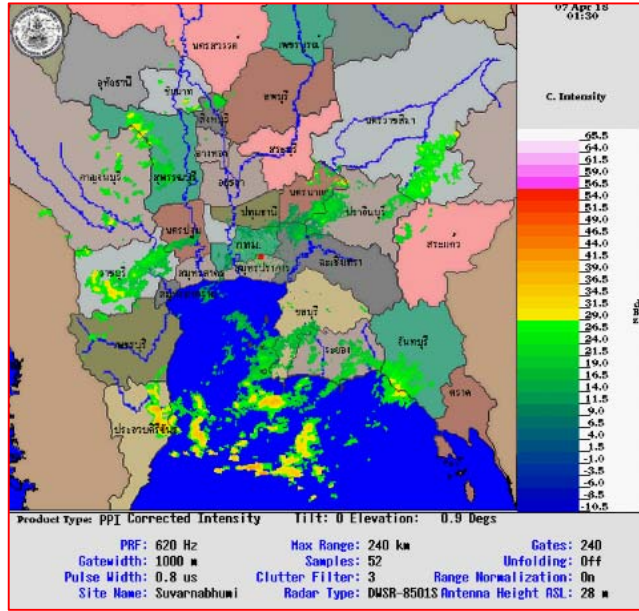 07 Apr 18
01:30
นครสวรรค์
เพชรบูรณ์
อุทัยธานี
ชัยนาท
ลพบุรี
สิงห์บุรี
นครราชสีมา
อ่างทอง
สระบุรี
กาญจนบุรี
สุพรรณบุรี
อยุธยา
นครนายก
ปราจีนบุรี
ปทุมธานี
สระแก้ว
นครปฐม
กทม.
ราชบุรี
สมุทรสาคร
สมุทรปราการ
ฉะเชิงเทรา
ชลบุรี
เพชรบุรี
ระยอง
จันทบุรี
ตราด
ประจวบคีรีขันธ์
C. Intensity
65.5
64.0
61.5
59.0
56.5
54.0
51.5
49.0
46.5
44.0
41.5
39.0
36.5
34.0
31.5
29.0
26.5
24.0
21.5
19.0
16.5
14.0
11.5
9.0
6.5
4.0
1.5
-1.0
-3.5
-6.0
-8.5
-10.5
Product Type: PPI Corrected Intensity Tilt: 0 Elevation: 0.9 Degs
PRF: 620 Hz Max Range: 240 km Gates: 240
Gatewidth: 1000 m Samples: 52 Unfolding: Off
Pulse Width: 0.8 us Clutter Filter: 3 Range Normalization: On
Site Name: Suvarnabhumi Radar Type: DWSR-8501S Antenna Height ASL: 28 m